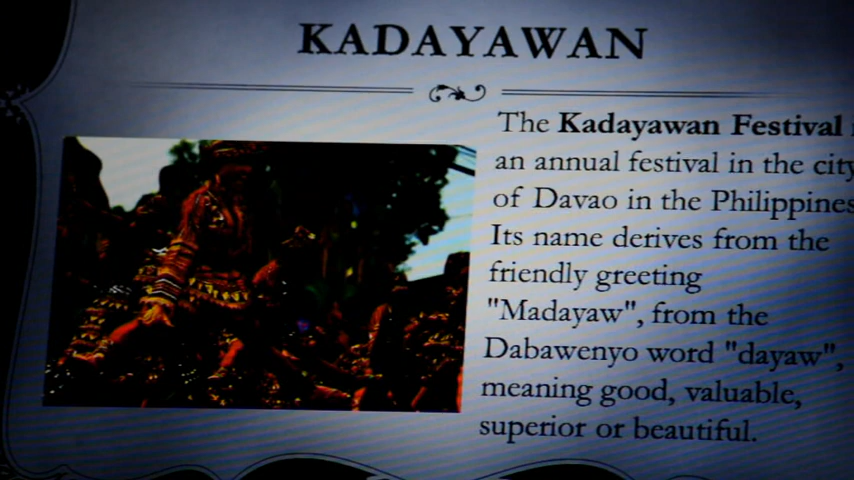 KADAYAWAN
The Kadayawan Festival
an annual festival in the city
of Davao in the Philippines
Its name derives from the
friendly greeting
"Madayaw", from the
Dabawenyo word "dayaw",
meaning good, valuable,
superior or beautiful.